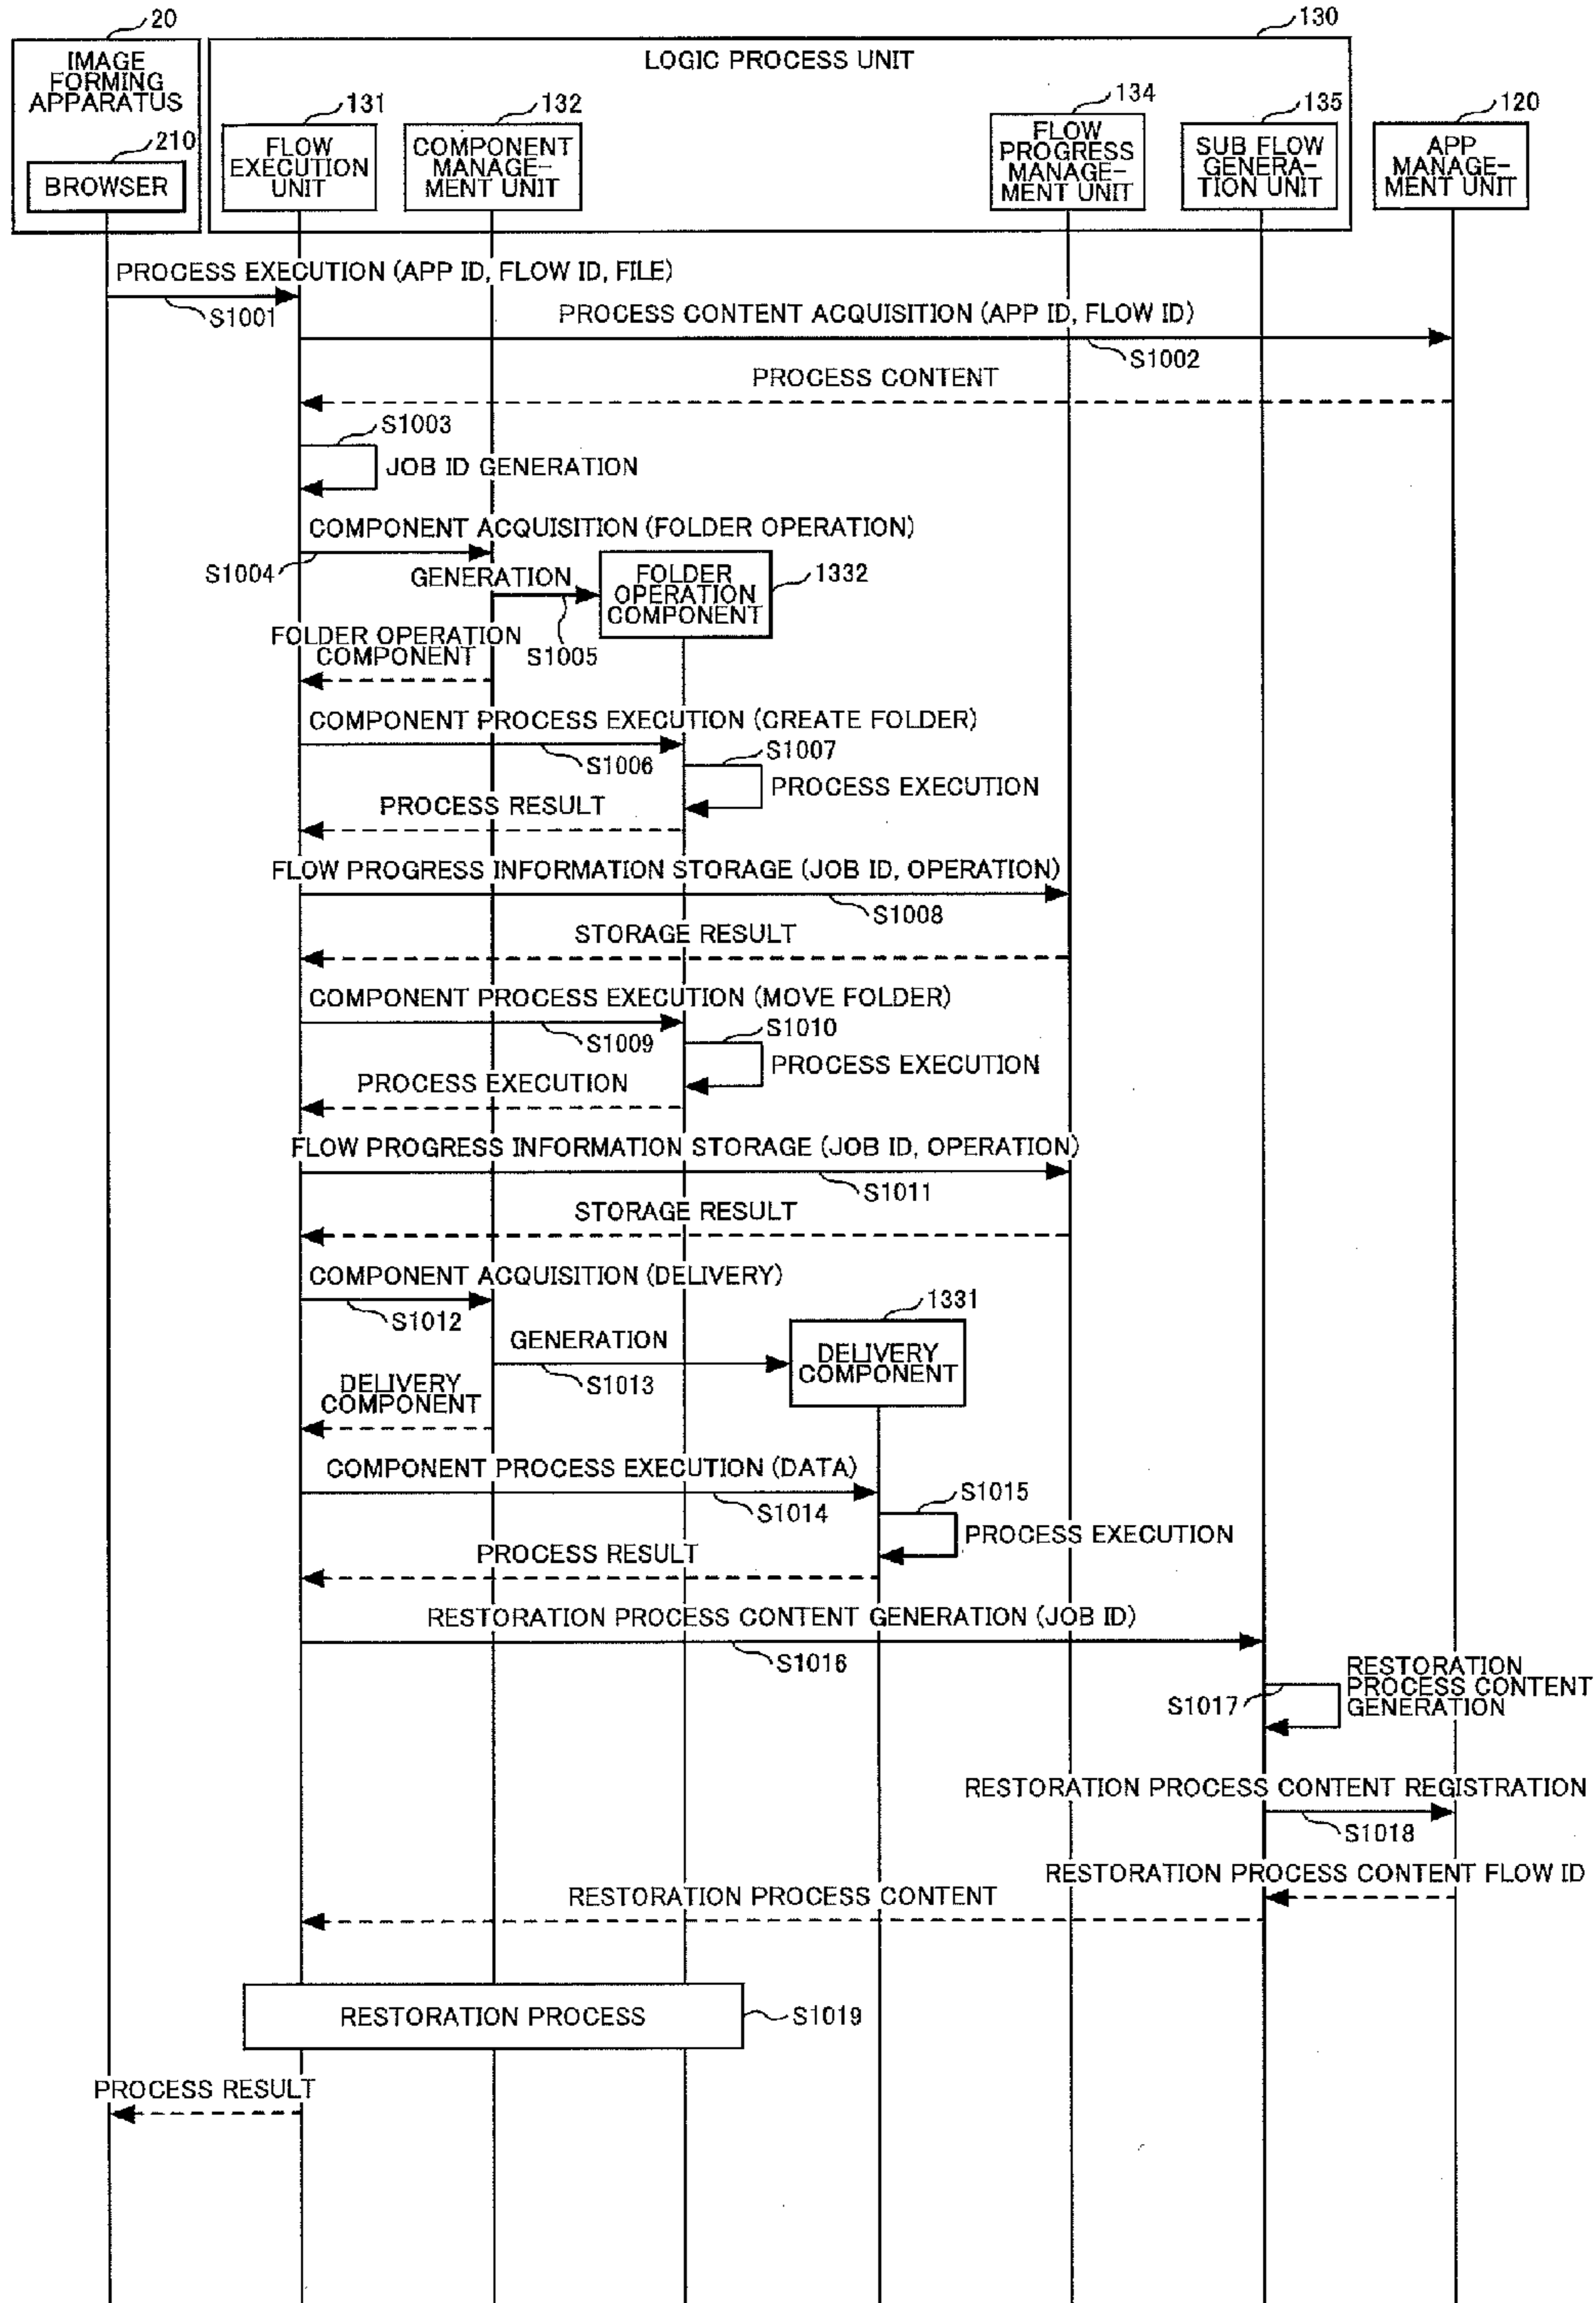 20
130
IMAGE
FORMING
APPARATUS
LOGIC PROCESS UNIT
131
132
134
135
120
210
BROWSER
FLOW
EXECUTION
UNIT
COMPONENT
MANAGE-
MENT UNIT
FLOW
PROGRESS
MANAGE-
MENT UNIT
SUB FLOW
GENERA-
TION UNIT
APP
MANAGE-
MENT UNIT
PROCESS EXECUTION (APP ID, FLOW ID, FILE)
S1001
PROCESS CONTENT ACQUISITION (APP ID, FLOW ID)
S1002
PROCESS CONTENT
S1003
JOB ID GENERATION
COMPONENT ACQUISITION (FOLDER OPERATION)
S1004
GENERATION
FOLDER
OPERATION
COMPONENT
1332
S1005
FOLDER OPERATION
COMPONENT
COMPONENT PROCESS EXECUTION (CREATE FOLDER)
S1006
S1007
PROCESS EXECUTION
PROCESS RESULT
FLOW PROGRESS INFORMATION STORAGE (JOB ID, OPERATION)
S1008
STORAGE RESULT
COMPONENT PROCESS EXECUTION (MOVE FOLDER)
S1009
S1010
PROCESS EXECUTION
PROCESS EXECUTION
FLOW PROGRESS INFORMATION STORAGE (JOB ID, OPERATION)
S1011
STORAGE RESULT
COMPONENT ACQUISITION (DELIVERY)
S1012
1331
GENERATION
S1013
DELIVERY
COMPONENT
DELIVERY
COMPONENT
COMPONENT PROCESS EXECUTION (DATA)
S1014
S1015
PROCESS EXECUTION
PROCESS RESULT
RESTORATION PROCESS CONTENT GENERATION (JOB ID)
S1016
S1017
RESTORATION
PROCESS CONTENT
GENERATION
RESTORATION PROCESS CONTENT REGISTRATION
S1018
RESTORATION PROCESS CONTENT FLOW ID
RESTORATION PROCESS CONTENT
RESTORATION PROCESS
S1019
PROCESS RESULT